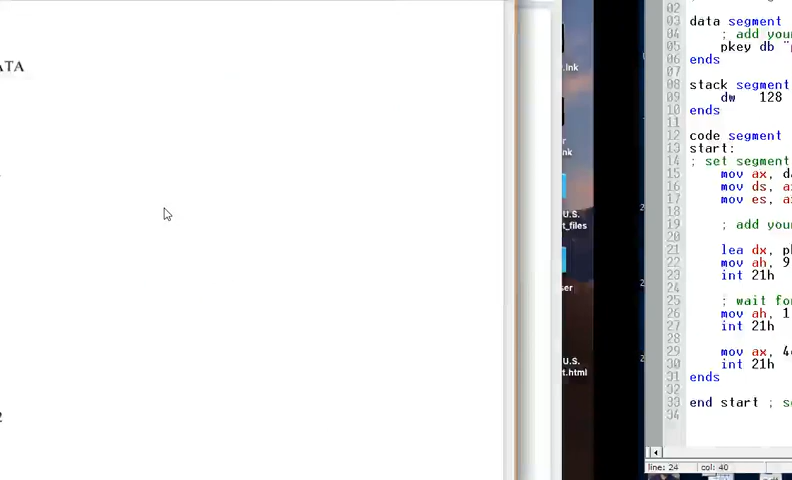 ATA
.lnk
r
nk
U.S.
t_files
ser
U.S.
t.html
02
03 data segment
04 ; add you
05 pkey db "
06 ends
07
08 stack segment
09 dw 128
10 ends
11
12 code segment
13 start:
14 ; set segment
15 mov ax, d
16 mov ds, a
17 mov es, a
18
19 ; add you
20
21 lea dx, p
22 mov ah, 9
23 int 21h
24
25 ; wait fo
26 mov ah, 1
27 int 21h
28
29 mov ax, 4
30 int 21h
31 ends
32
33 end start ; s
34
line: 24 col: 40